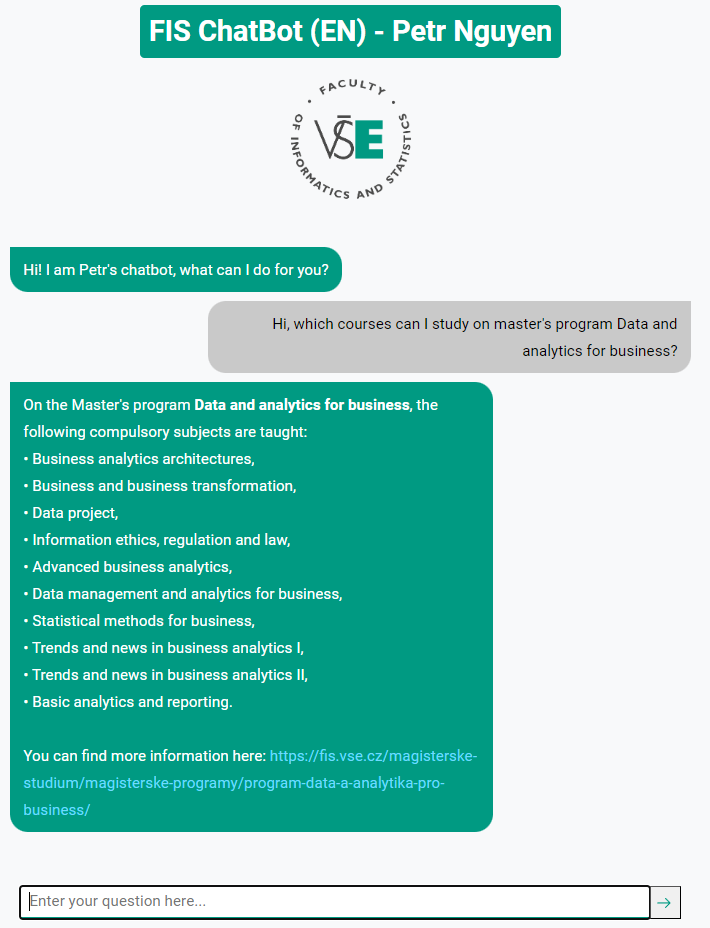 FIS ChatBot (EN) - Petr Nguyen
• FACULTY •
OF INFORMATICS AND STATISTICS
VŠE
Hi! I am Petr's chatbot, what can I do for you?
Hi, which courses can I study on master's program Data and
analytics for business?
On the Master's program Data and analytics for business, the
following compulsory subjects are taught:
• Business analytics architectures,
• Business and business transformation,
• Data project,
• Information ethics, regulation and law,
• Advanced business analytics,
• Data management and analytics for business,
• Statistical methods for business,
• Trends and news in business analytics I,
• Trends and news in business analytics II,
• Basic analytics and reporting.
You can find more information here: https://fis.vse.cz/magisterske-
studium/magisterske-programy/program-data-a-analytika-pro-
business/
Enter your question here...